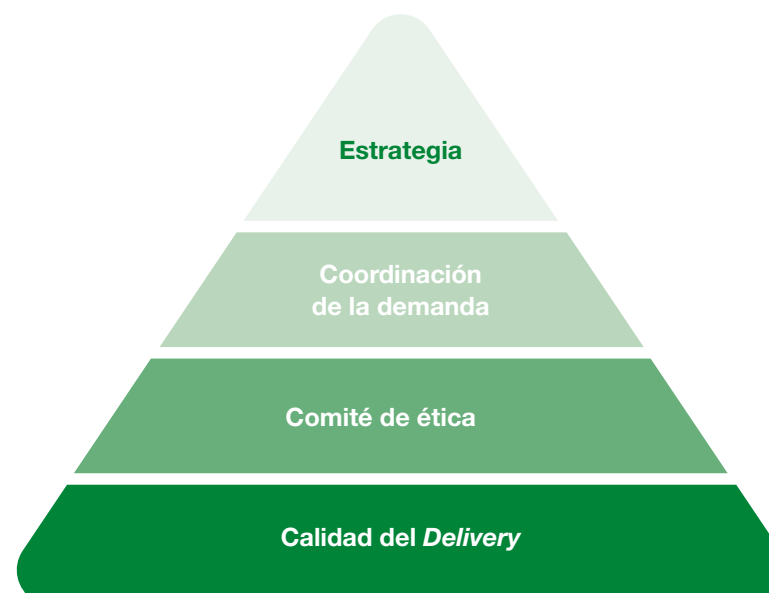 Estrategia
Coordinación
de la demanda
Comité de ética
Calidad del Delivery